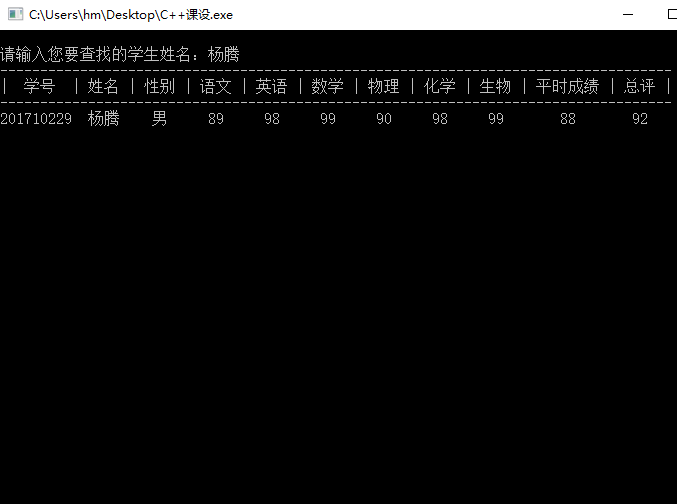 C:\Users\hm\Desktop\C++课设.exe
请输入您要查找的学生姓名：杨腾
| 学号 | 姓名 | 性别 | 语文 | 英语 | 数学 | 物理 | 化学 | 生物 | 平时成绩 | 总评 |
201710229 杨腾 男 89 98 99 90 98 99 88 92